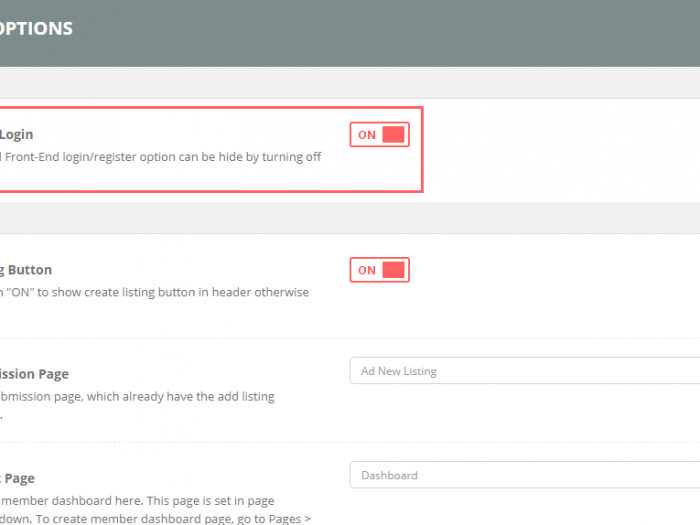 OPTIONS
Login
ON
Front-End login/register option can be hide by turning off
Button
ON
"ON" to show create listing button in header otherwise
ission Page
Ad New Listing
bmission page, which already have the add listing
.
Page
Dashboard
member dashboard here. This page is set in page
down. To create member dashboard page, go to Pages >